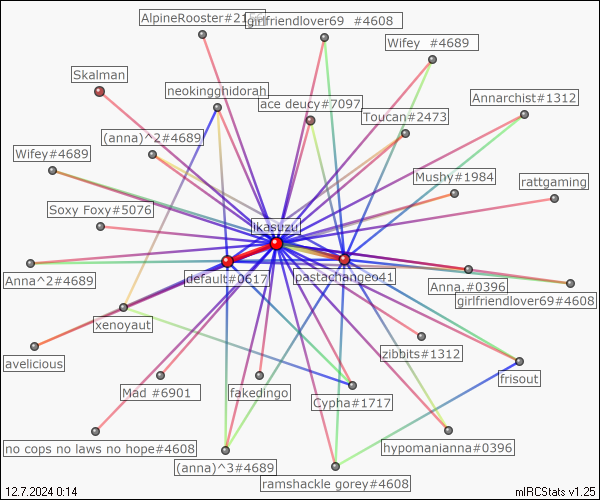 AlpineRooster#21
girlfriendlover69 #4608
Wifey #4689
Skalman
neokingghidorah
ace deucy#7097
Annarchist#1312
Toucan#2473
(anna)^2#4689
Wifey#4689
Mushy#1984
rattgaming
Soxy Foxy#5076
ikasuzu
Anna^2#4689
default#0617
pastachangeo41
Anna.#0396
girlfriendlover69#4608
xenoyaut
avelicious
zibbits#1312
frisout
Mad #6901
fakedingo
Cypha#1717
no cops no laws no hope#4608
hypomanianna#0396
(anna)^3#4689
ramshackle gorey#4608
12.7.2024 0:14
mIRCStats v1.25